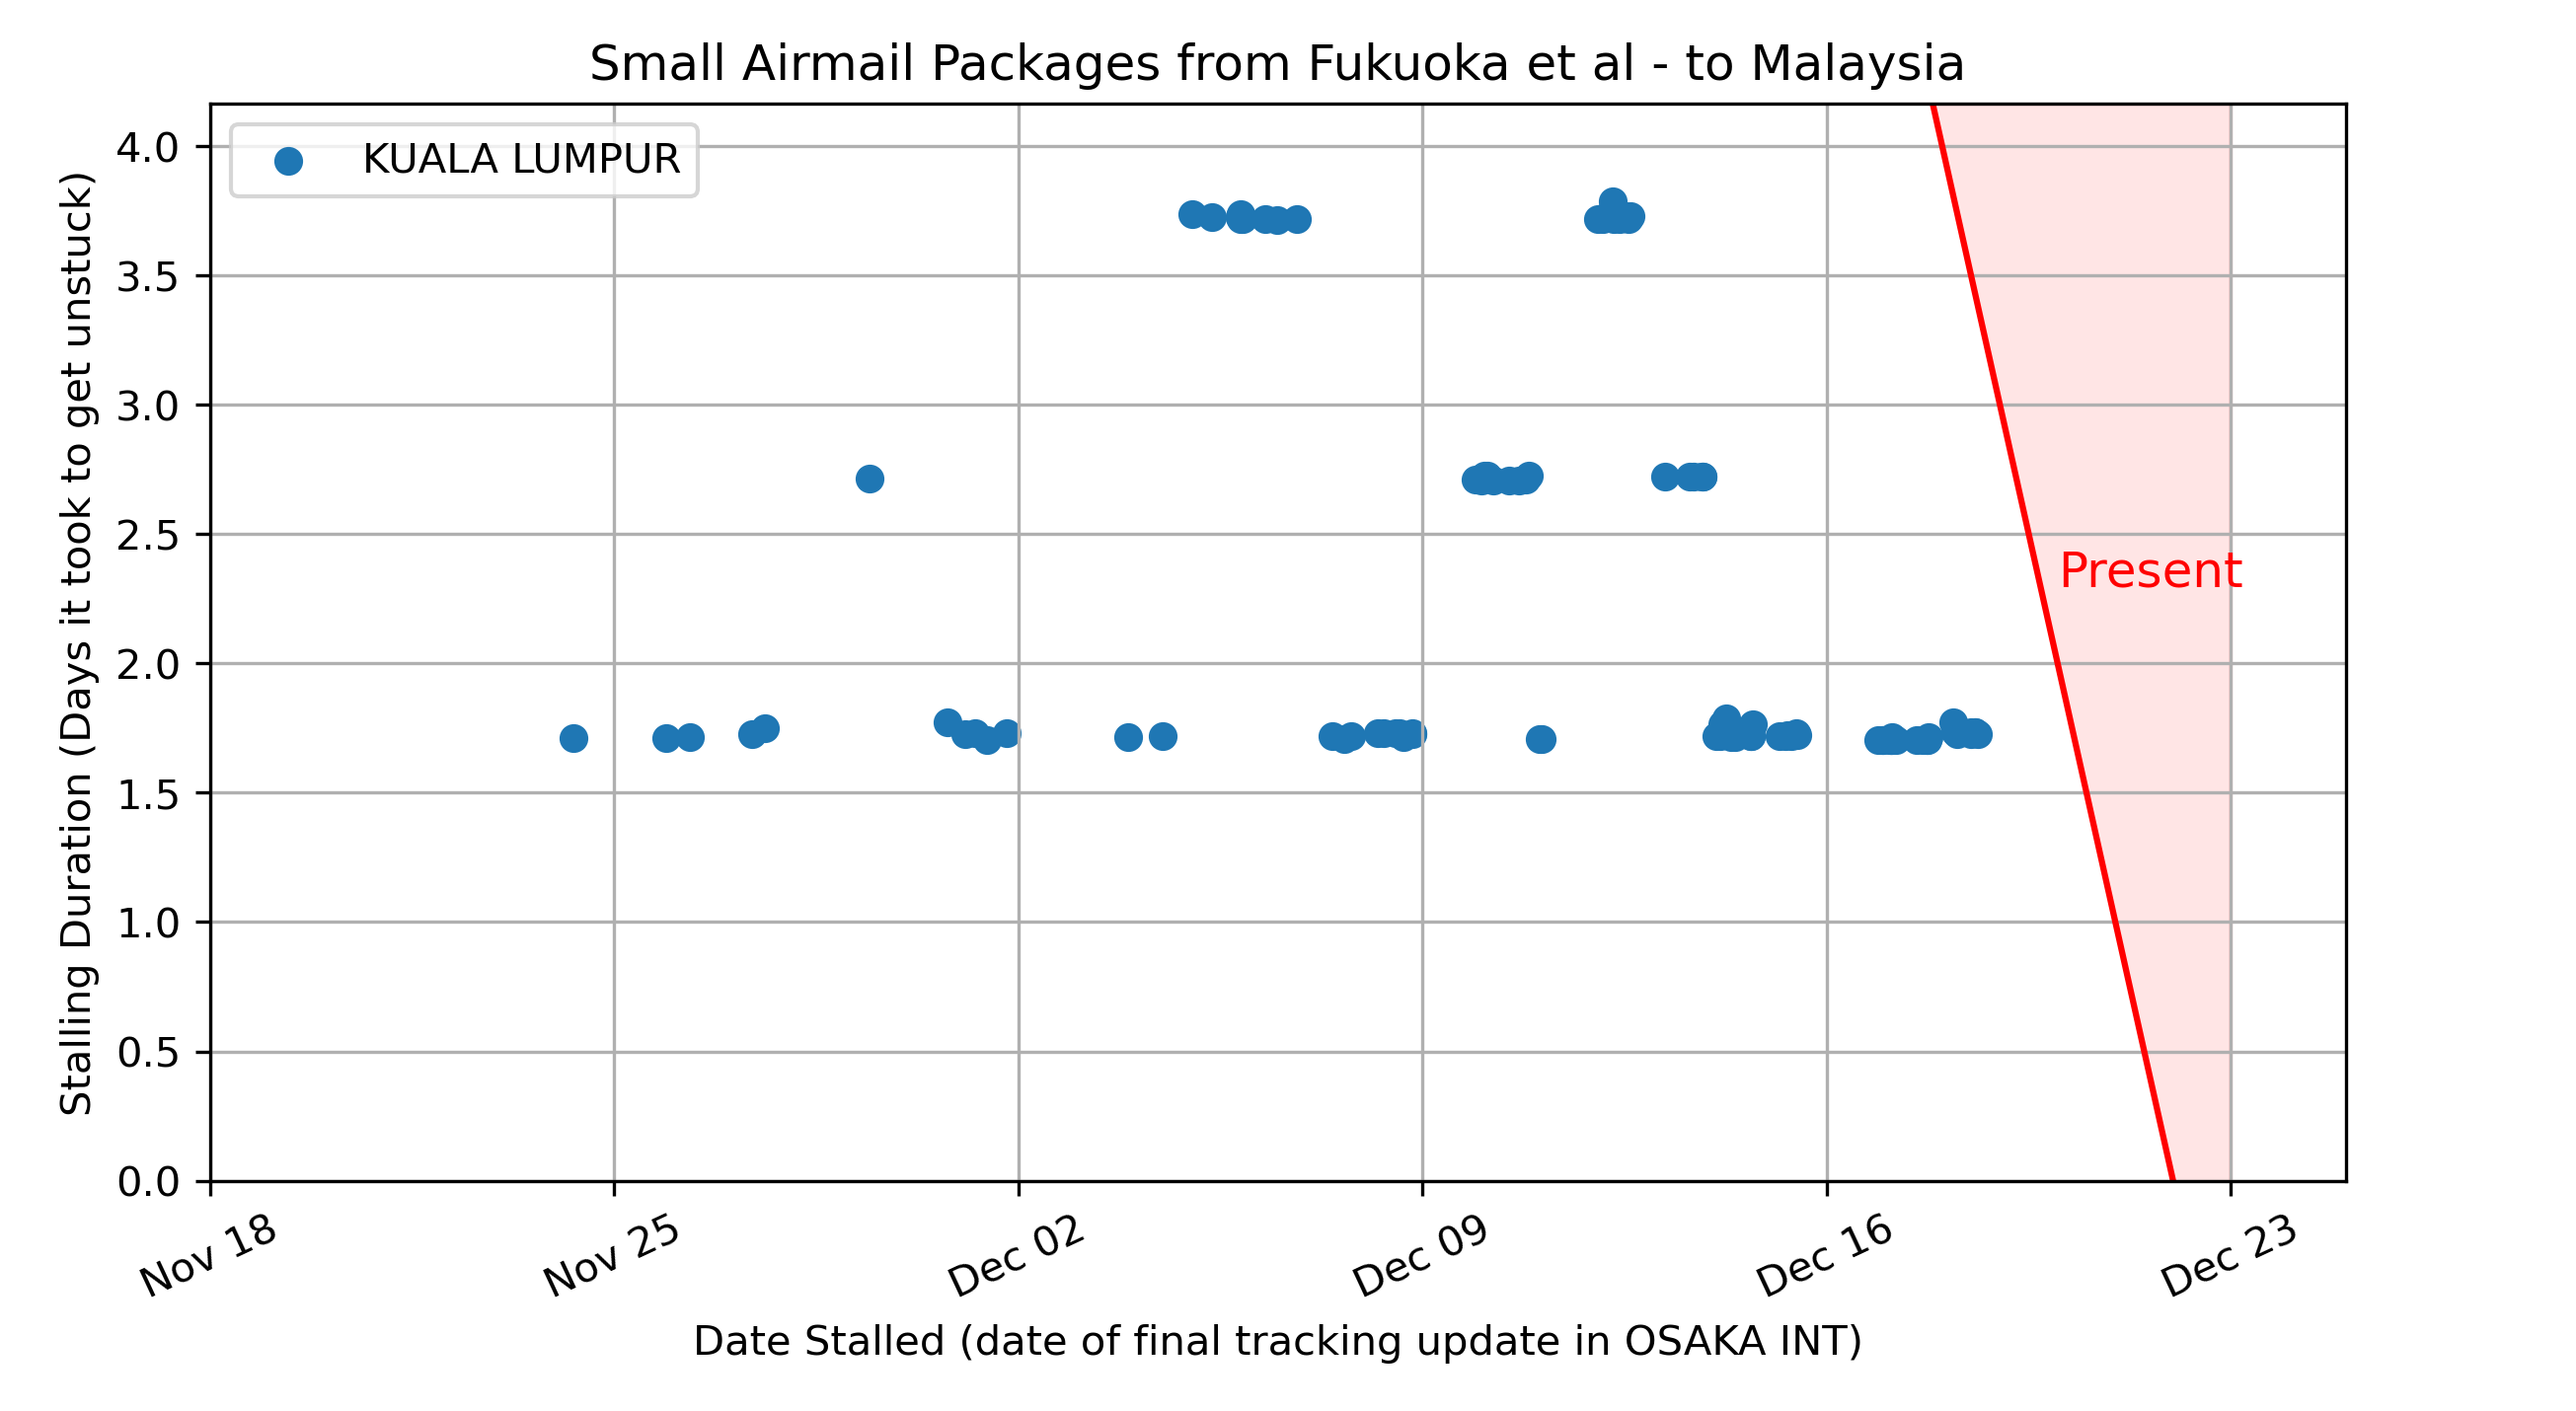 Small Airmail Packages from Fukuoka et al - to Malaysia
KUALA LUMPUR
Stalling Duration (Days it took to get unstuck)
4.0
3.5
3.0
2.5
2.0
1.5
1.0
0.5
0.0
Present
Nov 18
Nov 25
Dec 02
Dec 09
Dec 16
Dec 23
Date Stalled (date of final tracking update in OSAKA INT)